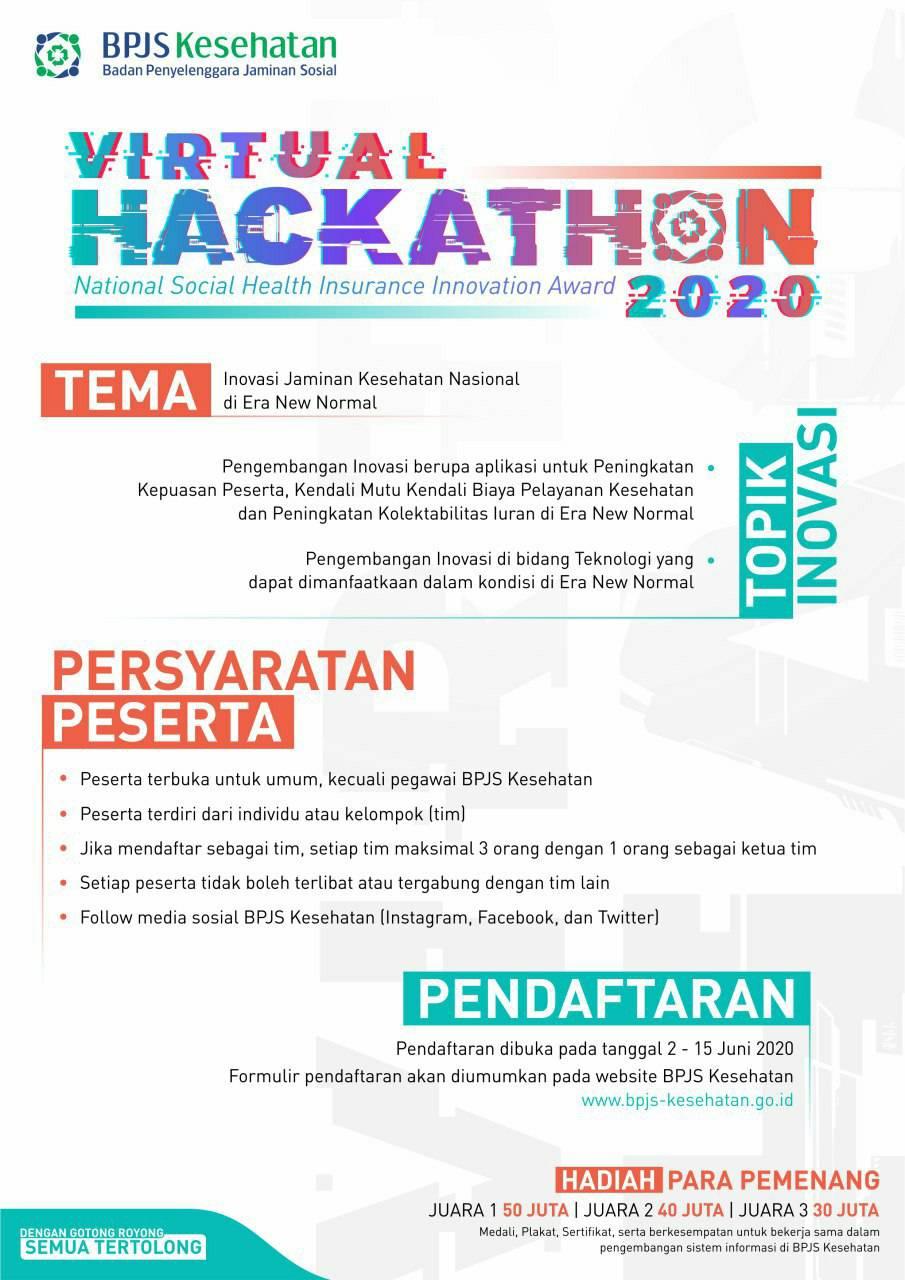 BPJS Kesehatan
Badan Penyelenggara Jaminan Sosial
VIRTUAL
HACKATHON
National Social Health Insurance Innovation Award
2020
TEMA
Inovasi Jaminan Kesehatan Nasional
di Era New Normal
TOPIK
INOVASI
Pengembangan Inovasi berupa aplikasi untuk Peningkatan •
Kepuasan Peserta, Kendali Mutu Kendali Biaya Pelayanan Kesehatan
dan Peningkatan Kolektabilitas Iuran di Era New Normal
Pengembangan Inovasi di bidang Teknologi yang •
dapat dimanfaatkaan dalam kondisi di Era New Normal
PERSYARATAN
PESERTA
• Peserta terbuka untuk umum, kecuali pegawai BPJS Kesehatan
• Peserta terdiri dari individu atau kelompok (tim)
• Jika mendaftar sebagai tim, setiap tim maksimal 3 orang dengan 1 orang sebagai ketua tim
• Setiap peserta tidak boleh terlibat atau tergabung dengan tim lain
• Follow media sosial BPJS Kesehatan (Instagram, Facebook, dan Twitter)
PENDAFTARAN
Pendaftaran dibuka pada tanggal 2 - 15 Juni 2020
Formulir pendaftaran akan diumumkan pada website BPJS Kesehatan
www.bpjs-kesehatan.go.id
HADIAH PARA PEMENANG
JUARA 1 50 JUTA | JUARA 2 40 JUTA | JUARA 3 30 JUTA
Medali, Plakat, Sertifikat, serta berkesempatan untuk bekerja sama dalam
pengembangan sistem informasi di BPJS Kesehatan
DENGAN GOTONG ROYONG
SEMUA TERTOLONG